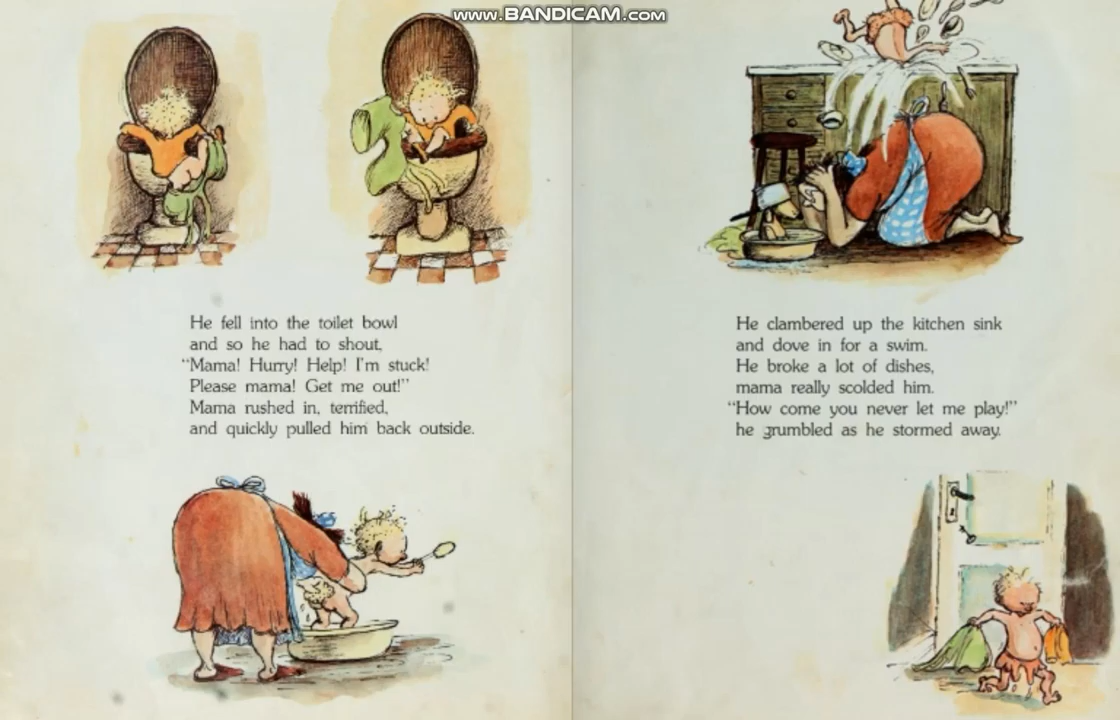 www.BANDICAM.com
He fell into the toilet bowl
and so he had to shout,
"Mama! Hurry! Help! I'm stuck!
Please mama! Get me out!"
Mama rushed in, terrified,
and quickly pulled him back outside.
He clambered up the kitchen sink
and dove in for a swim.
He broke a lot of dishes,
mama really scolded him.
"How come you never let me play!"
he grumbled as he stormed away.